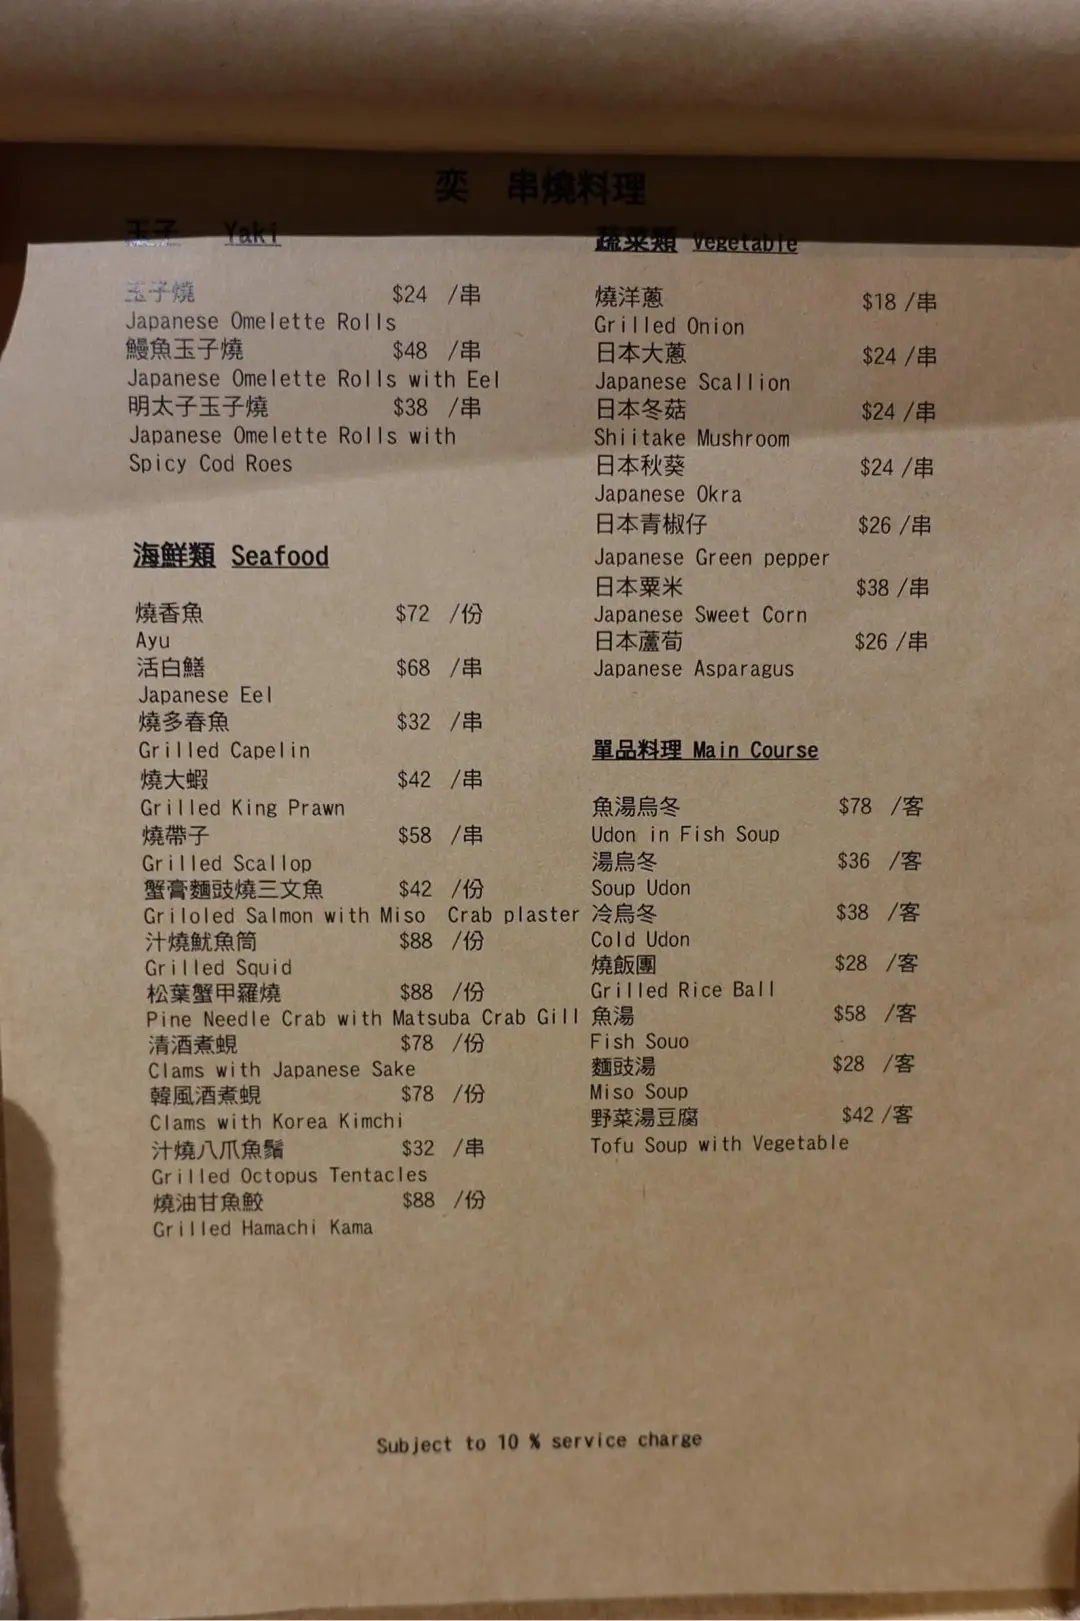 奕 串燒料理
玉子 Yaki
玉子燒 $24 /串
Japanese Omelette Rolls
鰻魚玉子燒 $48 /串
Japanese Omelette Rolls with Eel
明太子玉子燒 $38 /串
Japanese Omelette Rolls with
Spicy Cod Roes
海鮮類 Seafood
燒香魚 $72 /份
Ayu
活白鱔 $68 /串
Japanese Eel
燒多春魚 $32 /串
Grilled Capelin
燒大蝦 $42 /串
Grilled King Prawn
燒帶子 $58 /串
Grilled Scallop
蟹膏麵豉燒三文魚 $42 /份
Griloled Salmon with Miso Crab plaster
汁燒魷魚筒 $88 /份
Grilled Squid
松葉蟹甲羅燒 $88 /份
Pine Needle Crab with Matsuba Crab Gill
清酒煮蜆 $78 /份
Clams with Japanese Sake
韓風酒煮蜆 $78 /份
Clams with Korea Kimchi
汁燒八爪魚鬚 $32 /串
Grilled Octopus Tentacles
燒油甘魚鮫 $88 /份
Grilled Hamachi Kama
蔬菜類 Vegetable
燒洋蔥 $18 /串
Grilled Onion
日本大蔥 $24 /串
Japanese Scallion
日本冬菇 $24 /串
Shiitake Mushroom
日本秋葵 $24 /串
Japanese Okra
日本青椒仔 $26 /串
Japanese Green pepper
日本粟米 $38 /串
Japanese Sweet Corn
日本蘆荀 $26 /串
Japanese Asparagus
單品料理 Main Course
魚湯烏冬 $78 /客
Udon in Fish Soup
湯烏冬 $36 /客
Soup Udon
冷烏冬 $38 /客
Cold Udon
燒飯團 $28 /客
Grilled Rice Ball
魚湯 $58 /客
Fish Souo
麵豉湯 $28 /客
Miso Soup
野菜湯豆腐 $42 /客
Tofu Soup with Vegetable
Subject to 10 % service charge